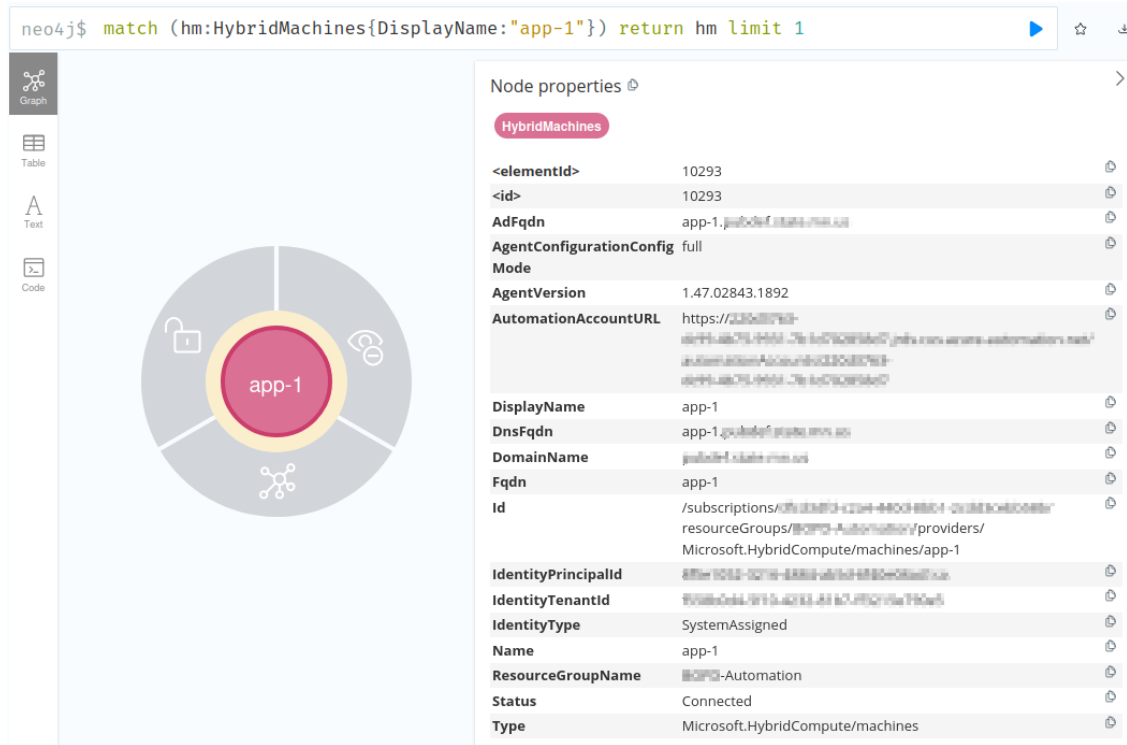 neo4j$ match (hm:HybridMachines{DisplayName:"app-1"}) return hm limit 1
Graph
Table
Text
Code
app-1
Node properties
HybridMachines
<elementId> 10293
<id> 10293
AdFqdn app-1.
AgentConfigurationConfig full
Mode
AgentVersion 1.47.02843.1892
AutomationAccountURL https://
DisplayName app-1
DnsFqdn app-1.
DomainName
Fqdn app-1
Id /subscriptions/
resourceGroups/ /providers/
Microsoft.HybridCompute/machines/app-1
IdentityPrincipalId
IdentityTenantId
IdentityType SystemAssigned
Name app-1
ResourceGroupName -Automation
Status Connected
Type Microsoft.HybridCompute/machines